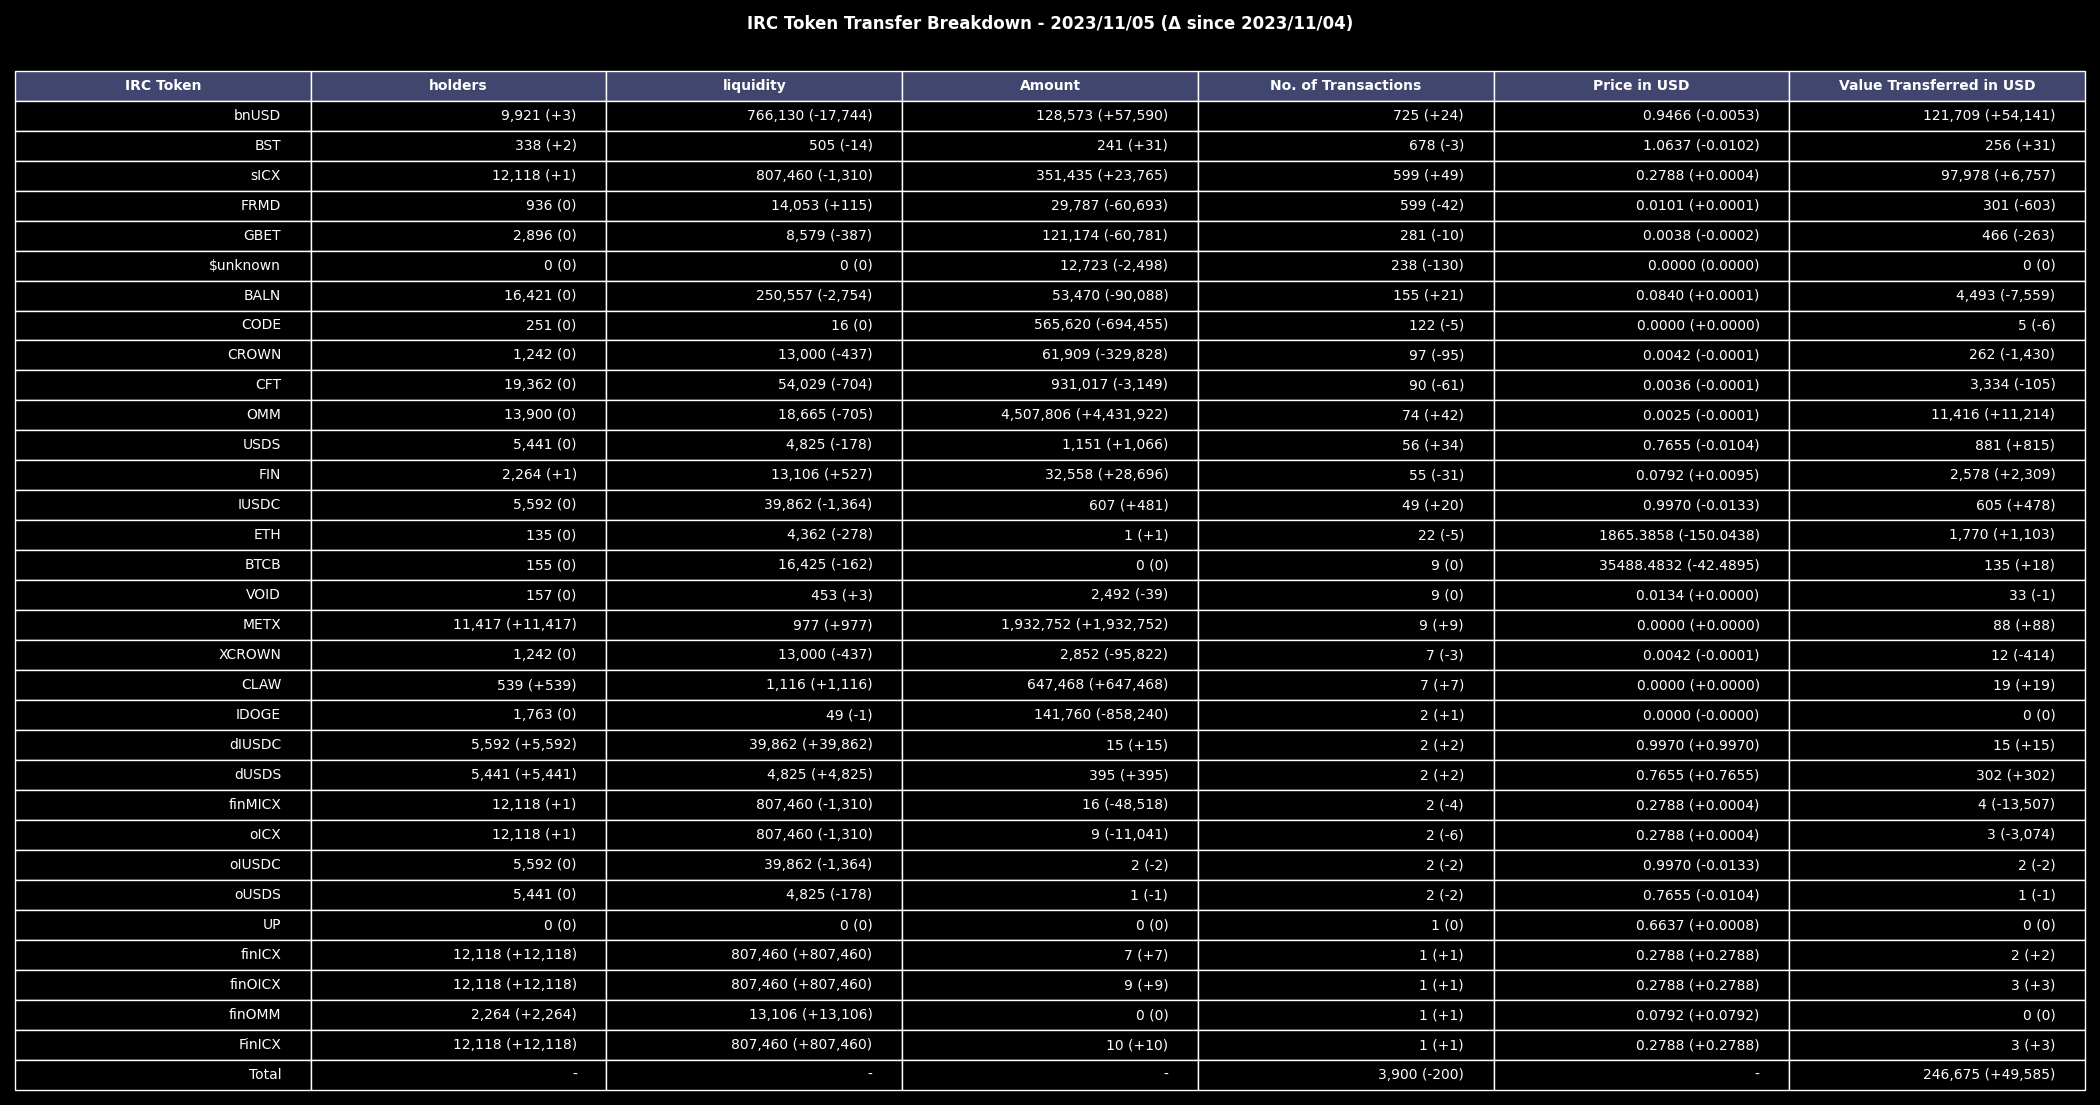 IRC Token Transfer Breakdown - 2023/11/05 (Δ since 2023/11/04)
IRC Token holders liquidity Amount No. of Transactions Price in USD Value Transferred in USD
bnUSD 9,921 (+3) 766,130 (-17,744) 128,573 (+57,590) 725 (+24) 0.9466 (-0.0053) 121,709 (+54,141)
BST 338 (+2) 505 (-14) 241 (+31) 678 (-3) 1.0637 (-0.0102) 256 (+31)
sICX 12,118 (+1) 807,460 (-1,310) 351,435 (+23,765) 599 (+49) 0.2788 (+0.0004) 97,978 (+6,757)
FRMD 936 (0) 14,053 (+115) 29,787 (-60,693) 599 (-42) 0.0101 (+0.0001) 301 (-603)
GBET 2,896 (0) 8,579 (-387) 121,174 (-60,781) 281 (-10) 0.0038 (-0.0002) 466 (-263)
$unknown 0 (0) 0 (0) 12,723 (-2,498) 238 (-130) 0.0000 (0.0000) 0 (0)
BALN 16,421 (0) 250,557 (-2,754) 53,470 (-90,088) 155 (+21) 0.0840 (+0.0001) 4,493 (-7,559)
CODE 251 (0) 16 (0) 565,620 (-694,455) 122 (-5) 0.0000 (+0.0000) 5 (-6)
CROWN 1,242 (0) 13,000 (-437) 61,909 (-329,828) 97 (-95) 0.0042 (-0.0001) 262 (-1,430)
CFT 19,362 (0) 54,029 (-704) 931,017 (-3,149) 90 (-61) 0.0036 (-0.0001) 3,334 (-105)
OMM 13,900 (0) 18,665 (-705) 4,507,806 (+4,431,922) 74 (+42) 0.0025 (-0.0001) 11,416 (+11,214)
USDS 5,441 (0) 4,825 (-178) 1,151 (+1,066) 56 (+34) 0.7655 (-0.0104) 881 (+815)
FIN 2,264 (+1) 13,106 (+527) 32,558 (+28,696) 55 (-31) 0.0792 (+0.0095) 2,578 (+2,309)
IUSDC 5,592 (0) 39,862 (-1,364) 607 (+481) 49 (+20) 0.9970 (-0.0133) 605 (+478)
ETH 135 (0) 4,362 (-278) 1 (+1) 22 (-5) 1865.3858 (-150.0438) 1,770 (+1,103)
BTCB 155 (0) 16,425 (-162) 0 (0) 9 (0) 35488.4832 (-42.4895) 135 (+18)
VOID 157 (0) 453 (+3) 2,492 (-39) 9 (0) 0.0134 (+0.0000) 33 (-1)
METX 11,417 (+11,417) 977 (+977) 1,932,752 (+1,932,752) 9 (+9) 0.0000 (+0.0000) 88 (+88)
XCROWN 1,242 (0) 13,000 (-437) 2,852 (-95,822) 7 (-3) 0.0042 (-0.0001) 12 (-414)
CLAW 539 (+539) 1,116 (+1,116) 647,468 (+647,468) 7 (+7) 0.0000 (+0.0000) 19 (+19)
IDOGE 1,763 (0) 49 (-1) 141,760 (-858,240) 2 (+1) 0.0000 (-0.0000) 0 (0)
dIUSDC 5,592 (+5,592) 39,862 (+39,862) 15 (+15) 2 (+2) 0.9970 (+0.9970) 15 (+15)
dUSDS 5,441 (+5,441) 4,825 (+4,825) 395 (+395) 2 (+2) 0.7655 (+0.7655) 302 (+302)
finMICX 12,118 (+1) 807,460 (-1,310) 16 (-48,518) 2 (-4) 0.2788 (+0.0004) 4 (-13,507)
oICX 12,118 (+1) 807,460 (-1,310) 9 (-11,041) 2 (-6) 0.2788 (+0.0004) 3 (-3,074)
oIUSDC 5,592 (0) 39,862 (-1,364) 2 (-2) 2 (-2) 0.9970 (-0.0133) 2 (-2)
oUSDS 5,441 (0) 4,825 (-178) 1 (-1) 2 (-2) 0.7655 (-0.0104) 1 (-1)
UP 0 (0) 0 (0) 0 (0) 1 (0) 0.6637 (+0.0008) 0 (0)
finICX 12,118 (+12,118) 807,460 (+807,460) 7 (+7) 1 (+1) 0.2788 (+0.2788) 2 (+2)
finOICX 12,118 (+12,118) 807,460 (+807,460) 9 (+9) 1 (+1) 0.2788 (+0.2788) 3 (+3)
finOMM 2,264 (+2,264) 13,106 (+13,106) 0 (0) 1 (+1) 0.0792 (+0.0792) 0 (0)
FinICX 12,118 (+12,118) 807,460 (+807,460) 10 (+10) 1 (+1) 0.2788 (+0.2788) 3 (+3)
Total - - - 3,900 (-200) - 246,675 (+49,585)